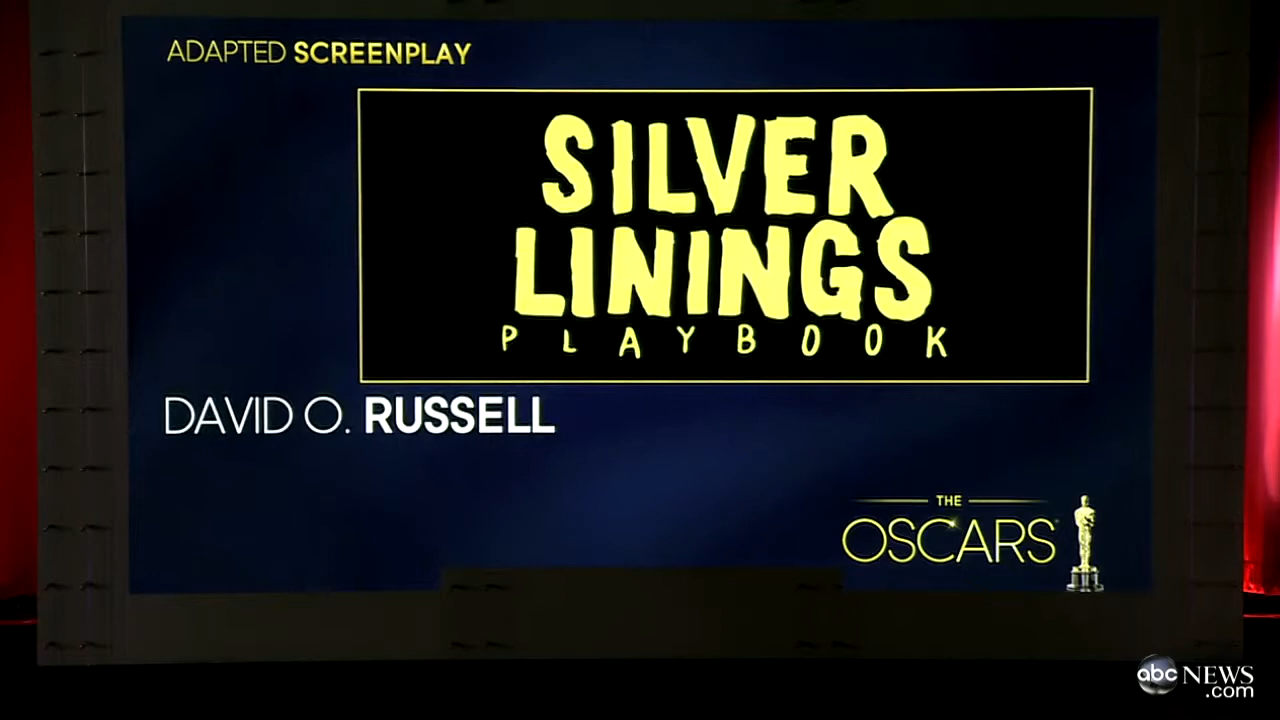 ADAPTED SCREENPLAY
SILVER
LININGS
PLAYBOOK
DAVID O. RUSSELL
THE
OSCARS
abc NEWS
.com